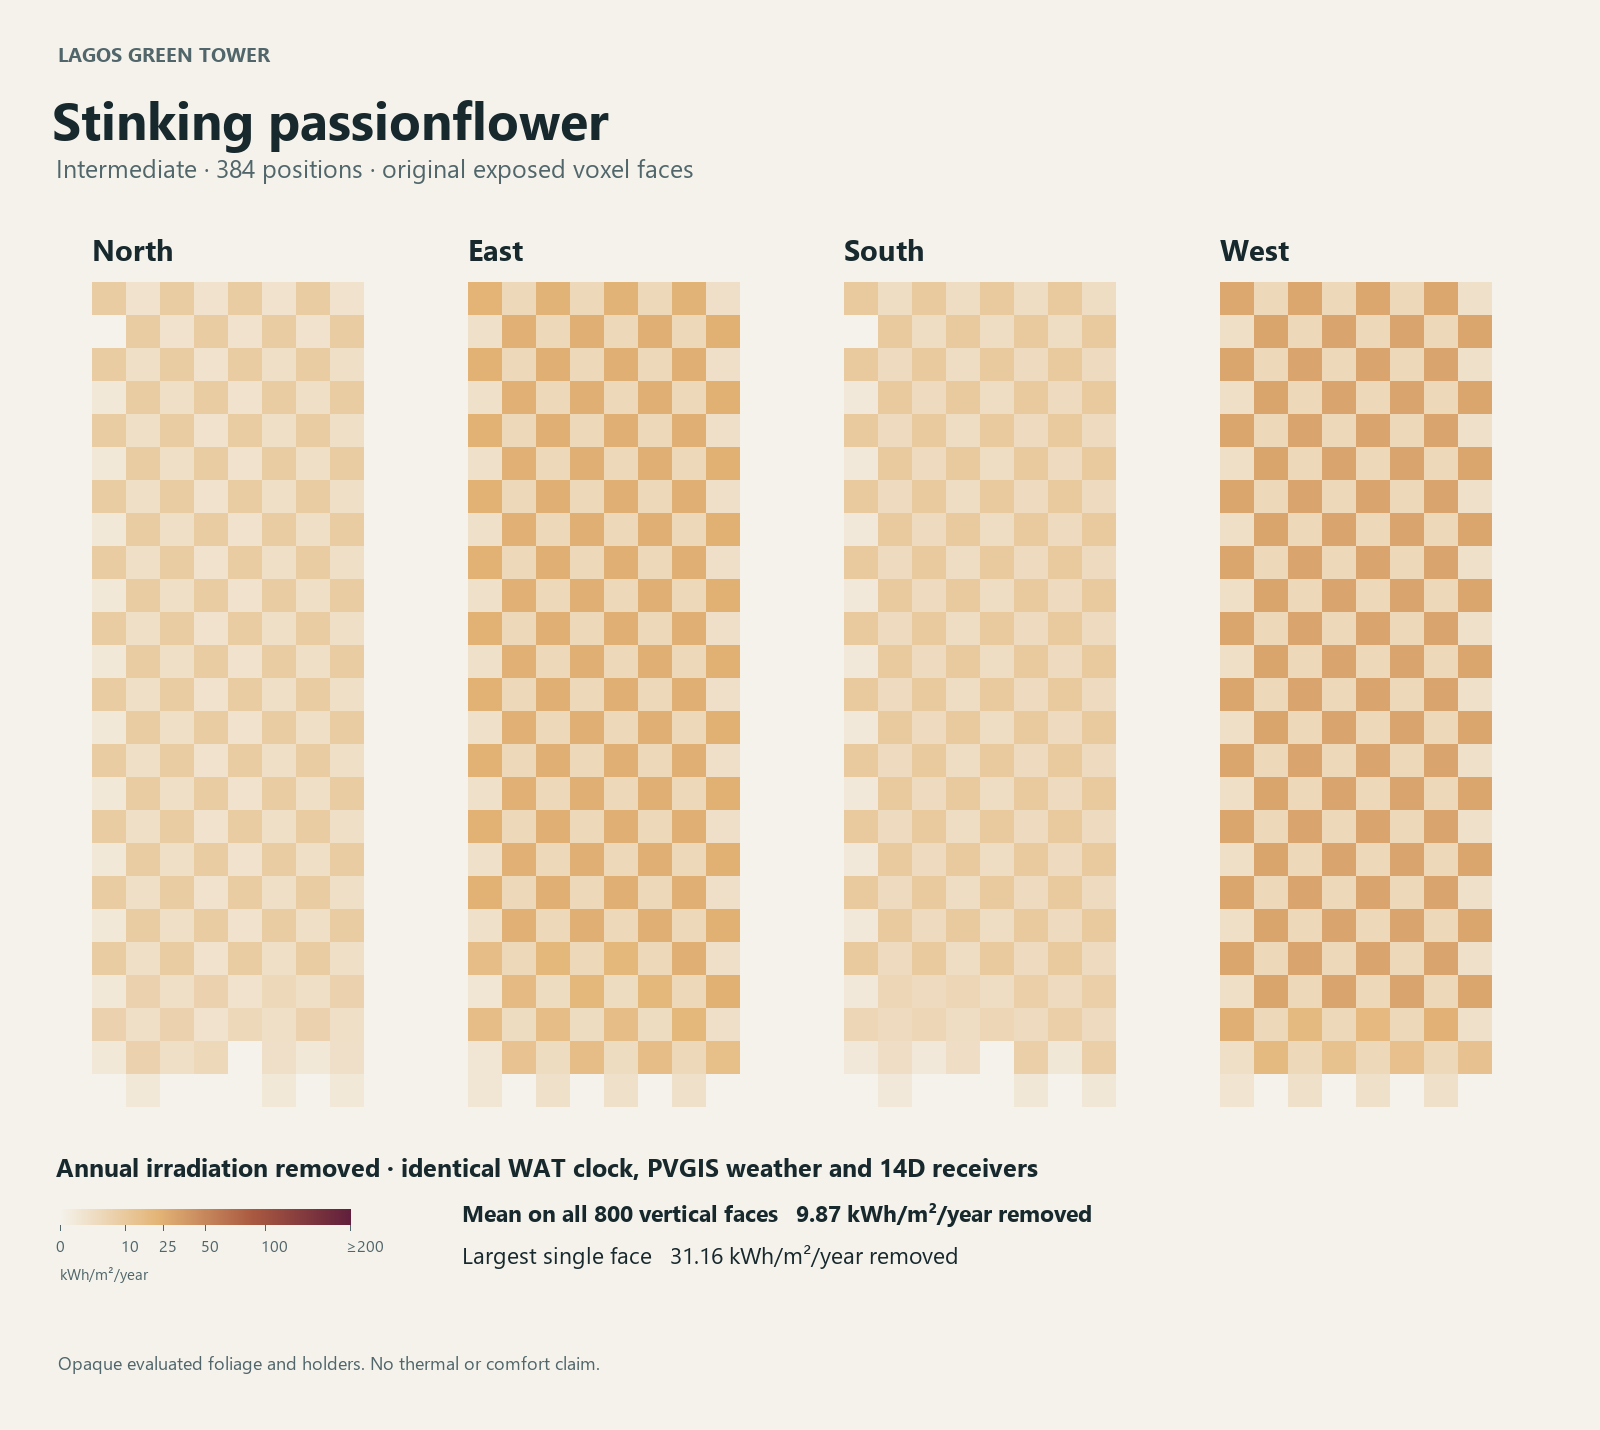 LAGOS GREEN TOWER
Stinking passionflower
Intermediate · 384 positions · original exposed voxel faces
North East South West
Annual irradiation removed · identical WAT clock, PVGIS weather and 14D receivers
Mean on all 800 vertical faces 9.87 kWh/m²/year removed
0 10 25 50 100 ≥200
Largest single face 31.16 kWh/m²/year removed
kWh/m²/year
Opaque evaluated foliage and holders. No thermal or comfort claim.